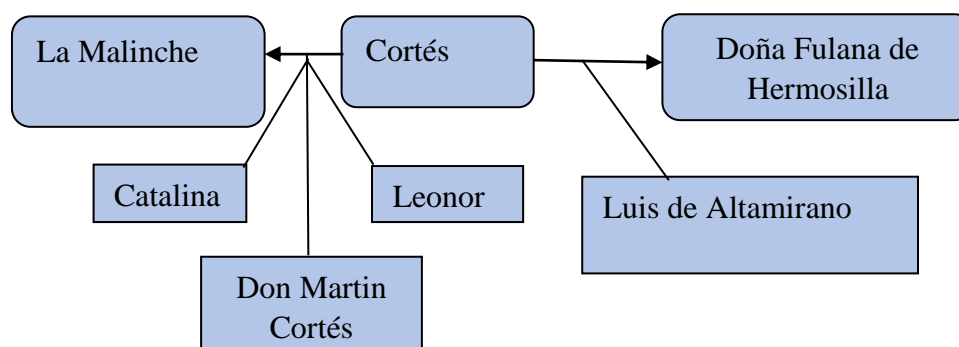 La Malinche
Cortés
Doña Fulana de
Hermosilla
Catalina
Leonor
Luis de Altamirano
Don Martin
Cortés